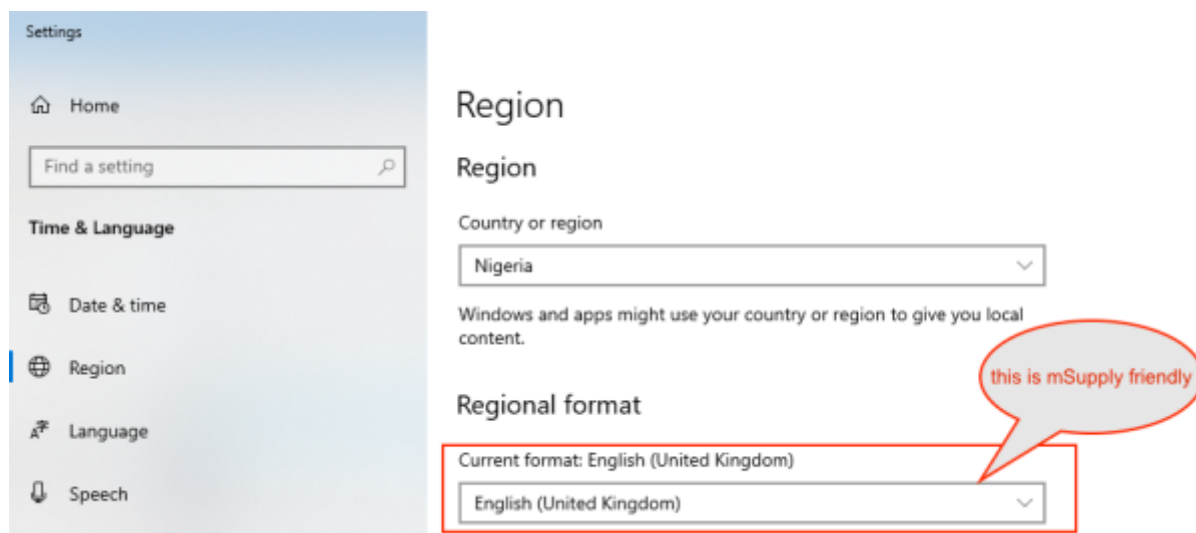 Settings
Home
Find a setting
Time & Language
Date & time
Region
Language
Speech
Region
Region
Country or region
Nigeria
Windows and apps might use your country or region to give you local
content.
Regional format
this is mSupply friendly
Current format: English (United Kingdom)
English (United Kingdom)